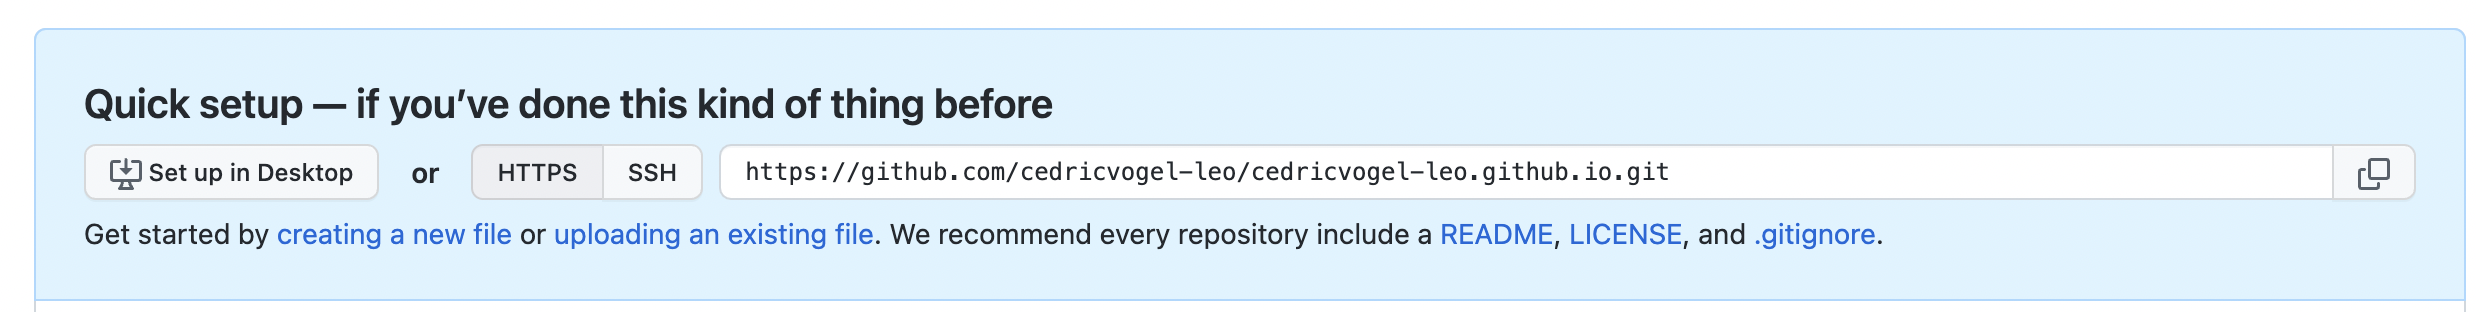 Quick setup — if you’ve done this kind of thing before
Set up in Desktop or HTTPS SSH https://github.com/cedricvogel-leo/cedricvogel-leo.github.io.git
Get started by creating a new file or uploading an existing file. We recommend every repository include a README, LICENSE, and .gitignore.